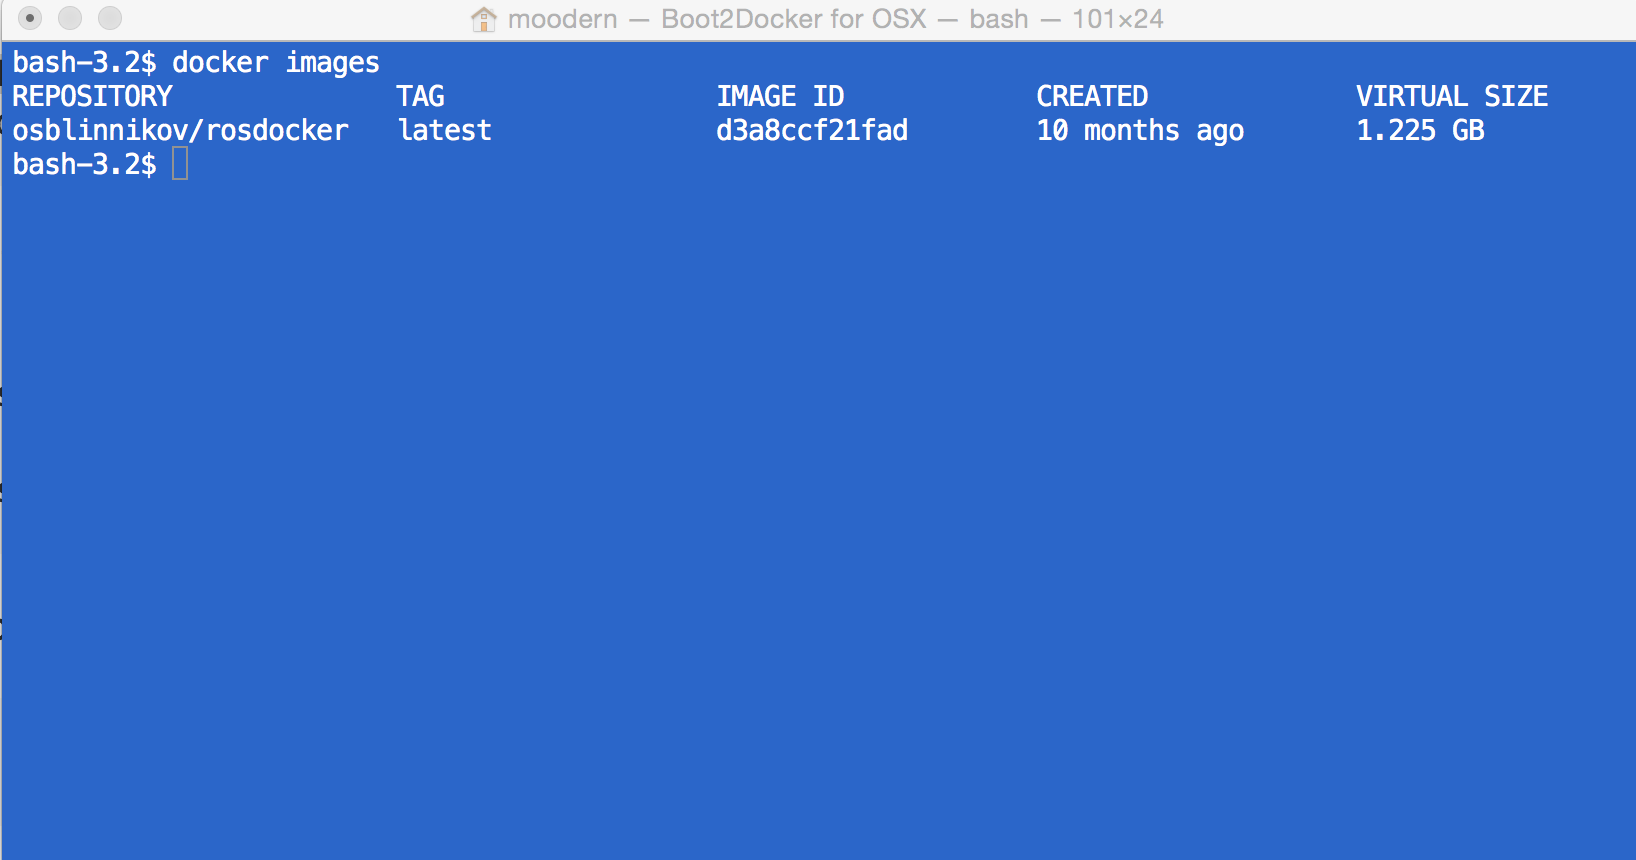 moodern — Boot2Docker for OSX — bash — 101×24
bash-3.2$ docker images
REPOSITORY TAG IMAGE ID CREATED VIRTUAL SIZE
osblinnikov/rosdocker latest d3a8ccf21fad 10 months ago 1.225 GB
bash-3.2$